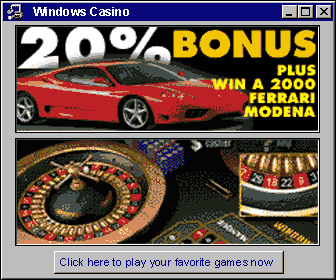 Windows Casino
20% BONUS
PLUS
WIN A 2000
FERRARI
MODENA
Click here to play your favorite games now